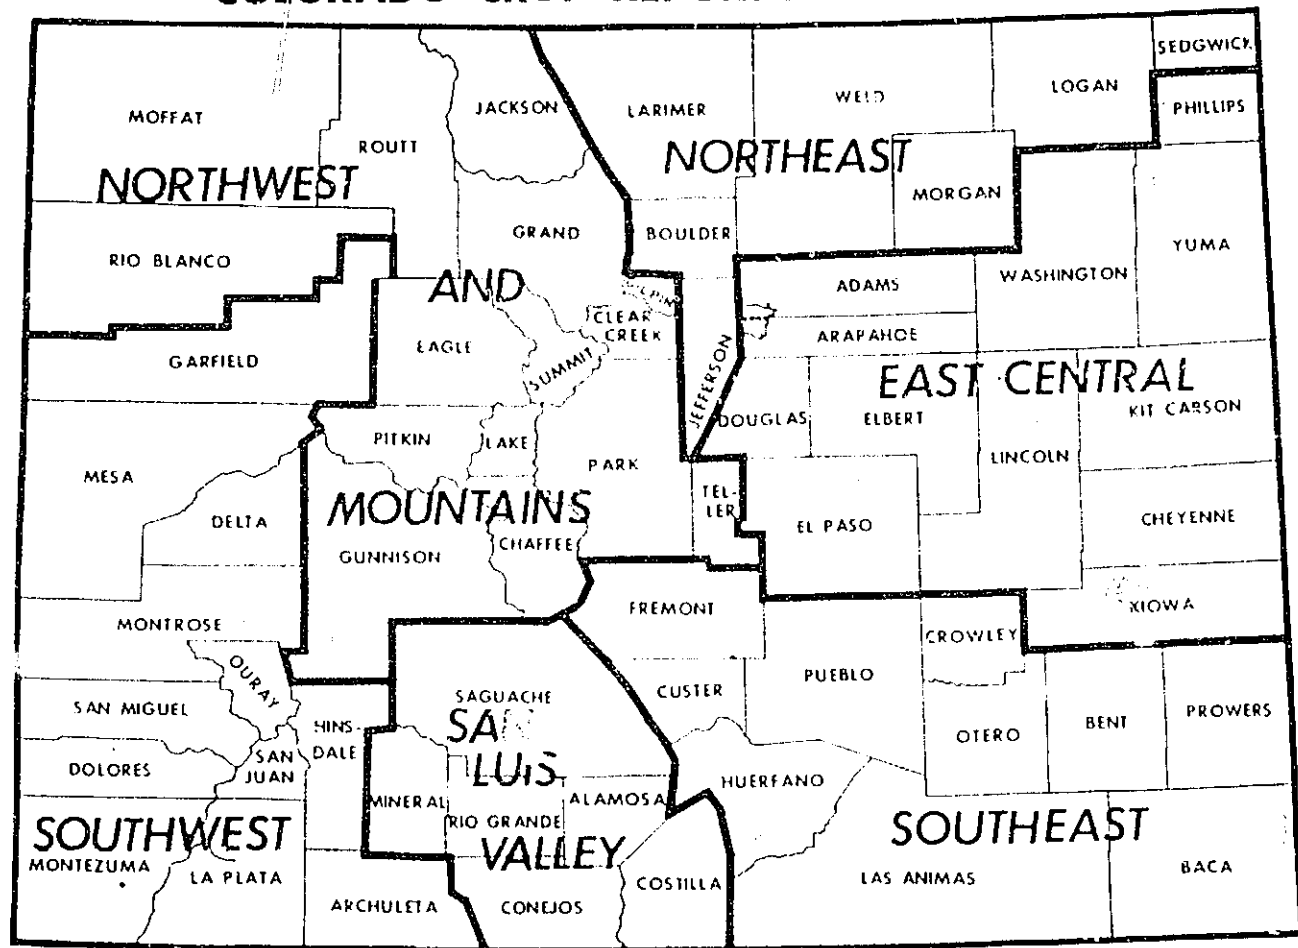 MOFFAT
ROUTT
JACKSON
LARIMER
WELD
LOGAN
SEDGWICK
PHILLIPS
NORTHWEST
NORTHEAST
MORGAN
RIO BLANCO
GRAND
BOULDER
YUMA
WASHINGTON
AND
ADAMS
CLEAR
CREEK
ARAPAHOE
GARFIELD
EAGLE
SUMMIT
JEFFERSON
EAST CENTRAL
DOUGLAS
ELBERT
KIT CARSON
PITKIN
LAKE
PARK
LINCOLN
MESA
TEL-
LER
DELTA
MOUNTAINS
EL PASO
CHEYENNE
GUNNISON
CHAFFEE
FREMONT
KIOWA
MONTROSE
CROWLEY
OURAY
PUEBLO
SAGUACHE
CUSTER
SAN MIGUEL
HINS
DALE
SAN
OTERO
BENT
PROWERS
DOLORES
SAN
JUAN
LUIS
HUERFANO
MINERAL
ALAMOSA
RIO GRANDE
SOUTHWEST
VALLEY
SOUTHEAST
MONTEZUMA
LA PLATA
COSTILLA
LAS ANIMAS
BACA
ARCHULETA
CONEJOS